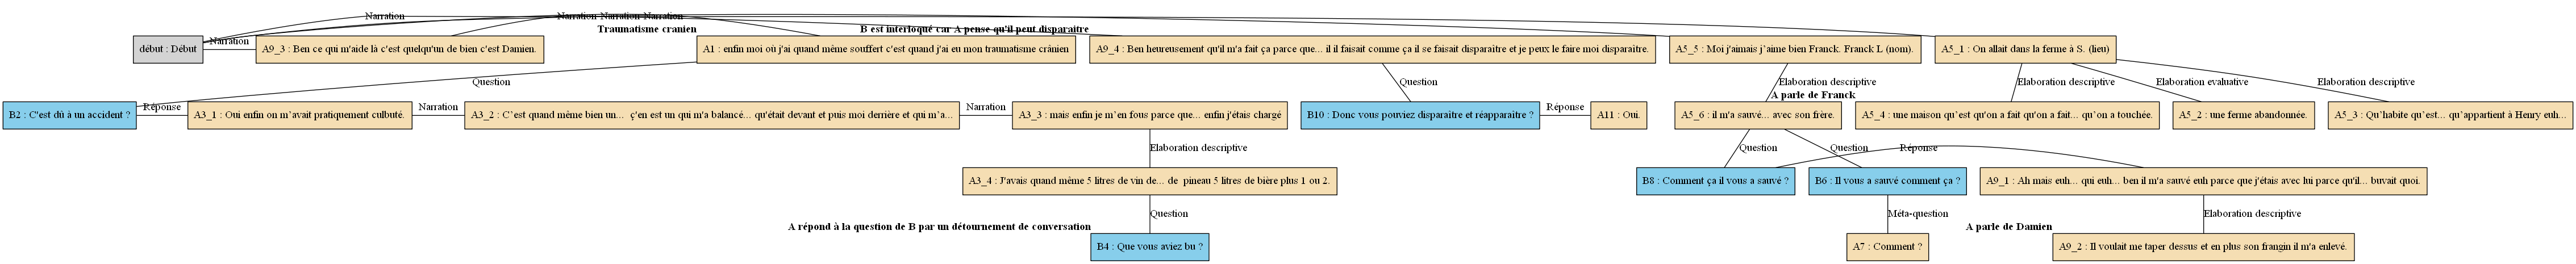 Narration
Narration Narration Narration
Traumatisme cranien
B est interloqué car A pense qu'il peut disparaitre
début : Début
Narration
A9_3 : Ben ce qui m'aide là c'est quelqu'un de bien c'est Damien.
A1 : enfin moi où j'ai quand même souffert c'est quand j'ai eu mon traumatisme crânien
A9_4 : Ben heureusement qu'il m'a fait ça parce que... il il faisait comme ça il se faisait disparaître et je peux le faire moi disparaître.
A5_5 : Moi j'aimais j’aime bien Franck. Franck L (nom).
A5_1 : On allait dans la ferme à S. (lieu)
Question
Question
Elaboration descriptive
Elaboration descriptive
Elaboration evaluative
Elaboration descriptive
A parle de Franck
B2 : C'est dû à un accident ?
Réponse
A3_1 : Oui enfin on m’avait pratiquement culbuté.
Narration
A3_2 : C’est quand même bien un... ç'en est un qui m'a balancé... qu'était devant et puis moi derrière et qui m’a...
Narration
A3_3 : mais enfin je m’en fous parce que... enfin j'étais chargé
B10 : Donc vous pouviez disparaître et réapparaître ?
Réponse
A11 : Oui.
A5_6 : il m'a sauvé... avec son frère.
A5_4 : une maison qu’est qu'on a fait qu'on a fait... qu’on a touchée.
A5_2 : une ferme abandonnée.
A5_3 : Qu’habite qu’est... qu’appartient à Henry euh...
Elaboration descriptive
Question
Question
Réponse
A3_4 : J'avais quand même 5 litres de vin de... de pineau 5 litres de bière plus 1 ou 2.
B8 : Comment ça il vous a sauvé ?
B6 : Il vous a sauvé comment ça ?
A9_1 : Ah mais euh... qui euh... ben il m'a sauvé euh parce que j'étais avec lui parce qu'il... buvait quoi.
Question
Méta-question
Elaboration descriptive
A répond à la question de B par un détournement de conversation
A parle de Damien
B4 : Que vous aviez bu ?
A7 : Comment ?
A9_2 : Il voulait me taper dessus et en plus son frangin il m'a enlevé.